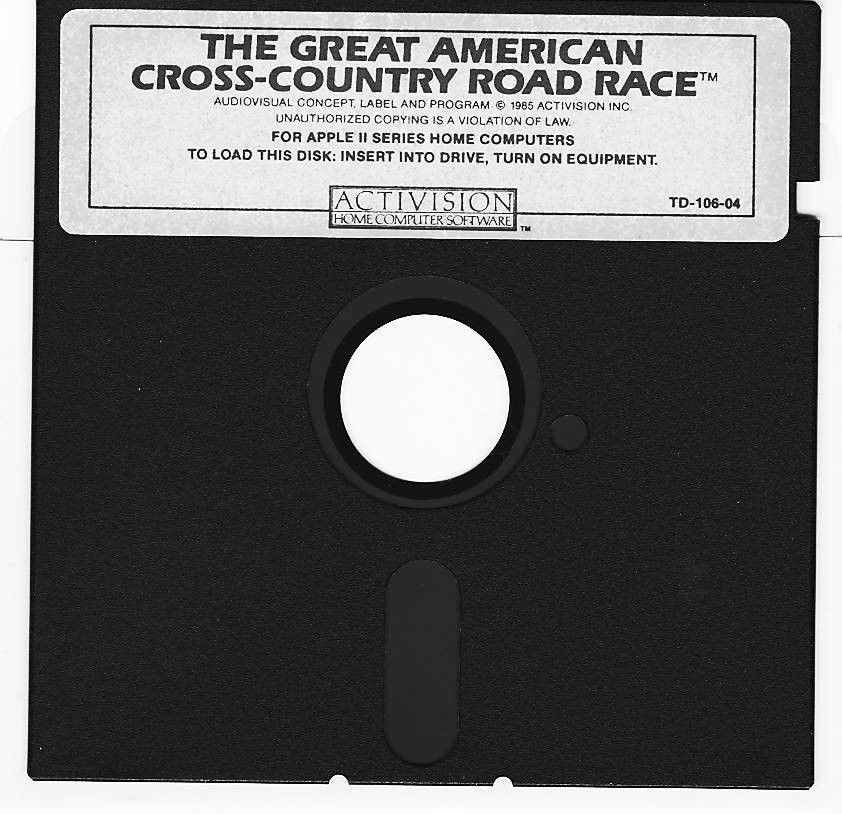 THE GREAT AMERICAN
CROSS-COUNTRY ROAD RACE™
AUDIOVISUAL CONCEPT, LABEL AND PROGRAM © 1985 ACTIVISION INC.
UNAUTHORIZED COPYING IS A VIOLATION OF LAW.
FOR APPLE II SERIES HOME COMPUTERS
TO LOAD THIS DISK: INSERT INTO DRIVE, TURN ON EQUIPMENT.
TD-106-04
ACTIVISION
HOME COMPUTER SOFTWARE™